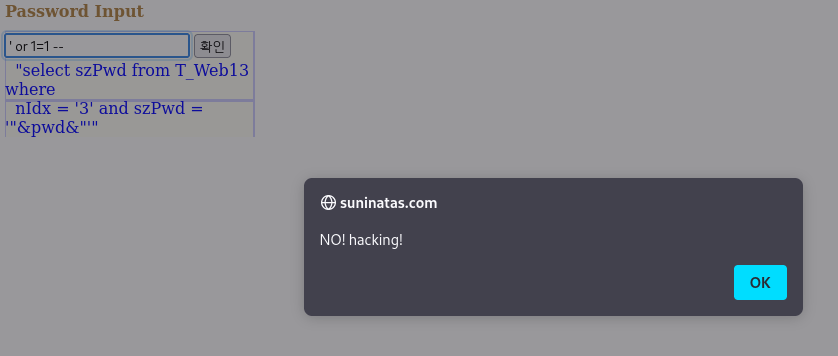 Password Input
' or 1=1 --
확인
"select szPwd from T_Web13
where
nIdx = '3' and szPwd =
'"&pwd&"'"
suninatas.com
NO! hacking!
OK